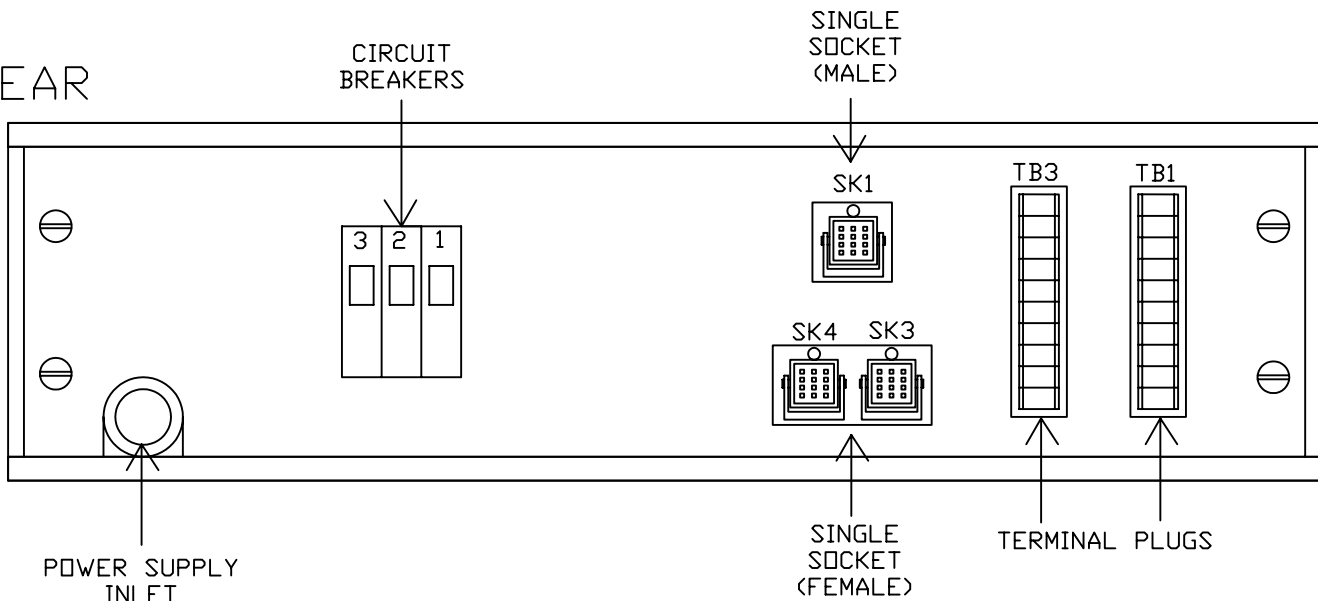 SINGLE
SOCKET
(MALE)
CIRCUIT
BREAKERS
EAR
SK1
TB3
TB1
3 2 1
SK4 SK3
SINGLE
SOCKET
(FEMALE)
TERMINAL PLUGS
POWER SUPPLY
INLET